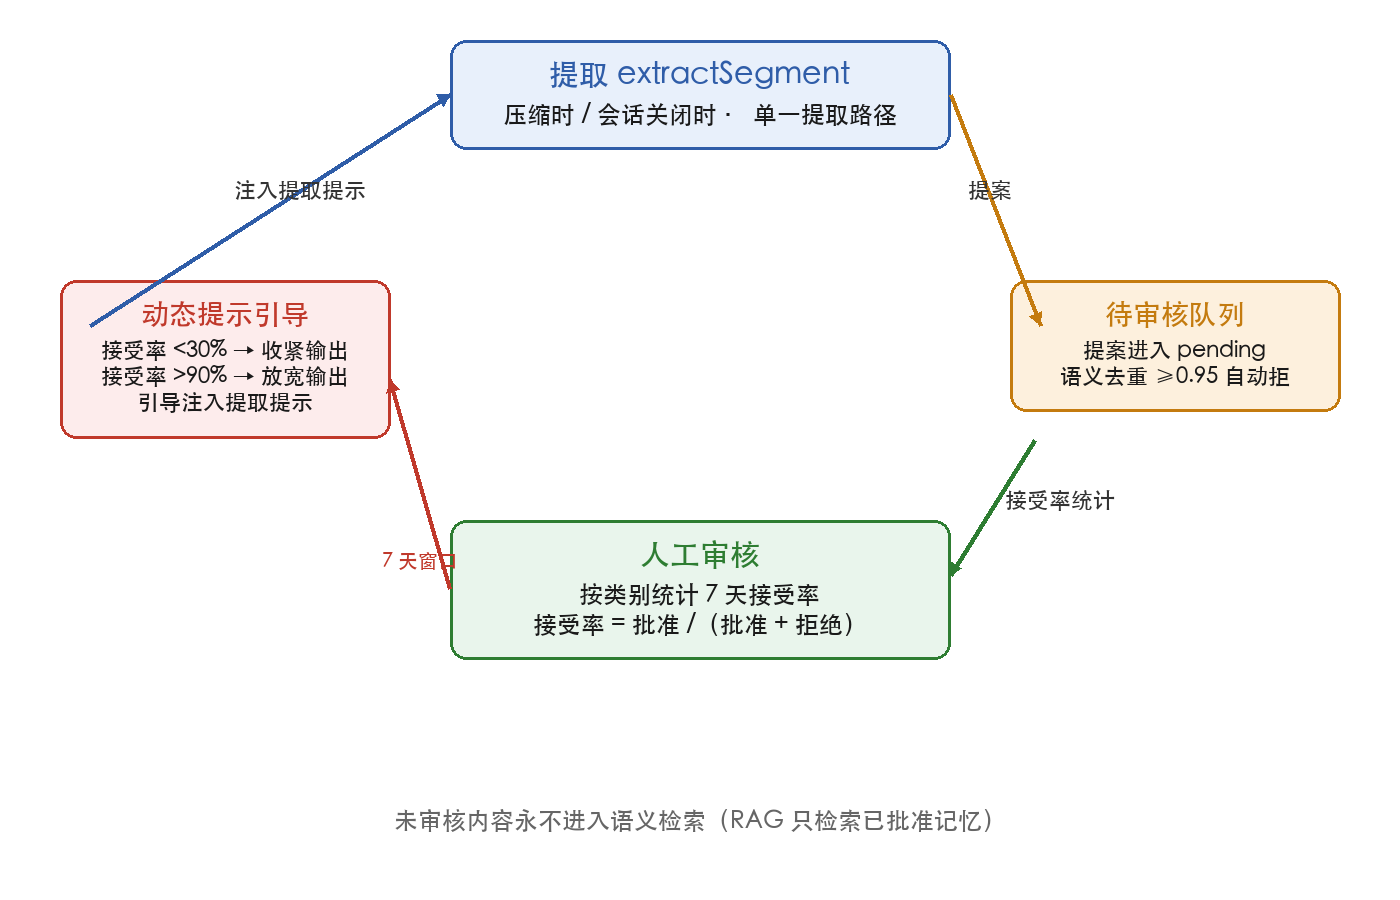 提取 extractSegment
压缩时 / 会话关闭时 · 单一提取路径
注入提取提示
提案
动态提示引导
接受率 <30% → 收紧输出
接受率 >90% → 放宽输出
引导注入提取提示
待审核队列
提案进入 pending
语义去重 ≥0.95 自动拒
接受率统计
7 天窗口
人工审核
按类别统计 7 天接受率
接受率 = 批准 /（批准 + 拒绝）
未审核内容永不进入语义检索（RAG 只检索已批准记忆）